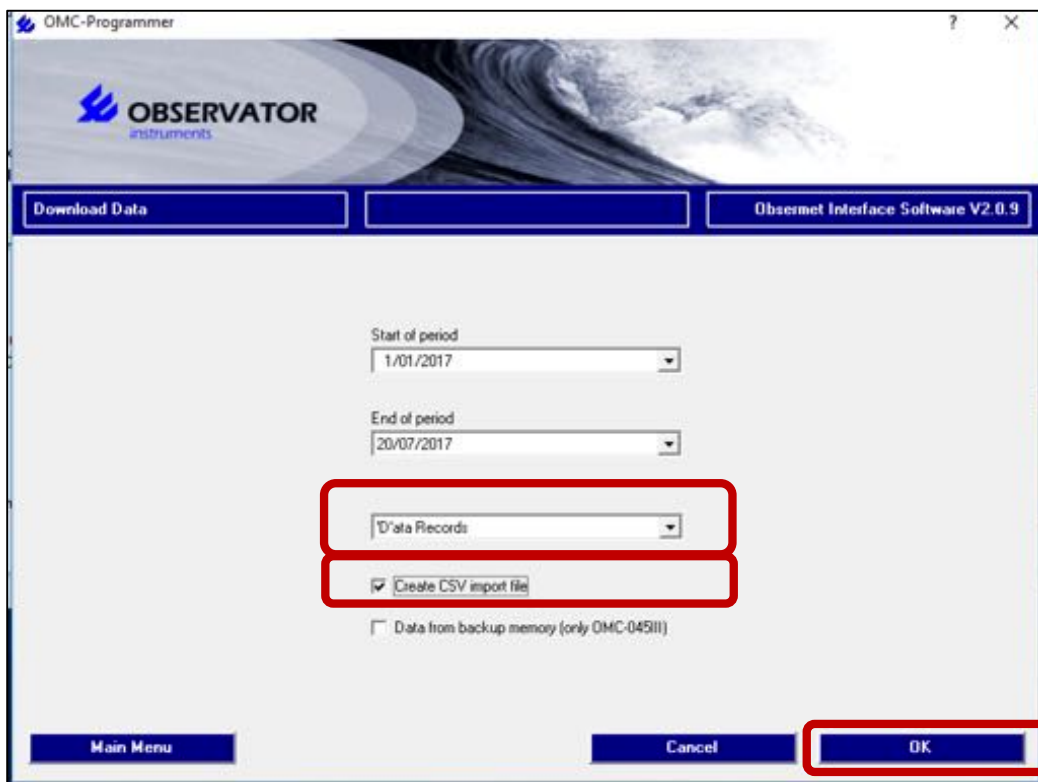 OMC-Programmer
?
OBSERVATOR
instruments
Download Data
Obsermet Interface Software V2.0.9
Start of period
1/01/2017
End of period
20/07/2017
'D'ata Records
Create CSV import file
Data from backup memory (only OMC-045III)
Main Menu
Cancel
OK